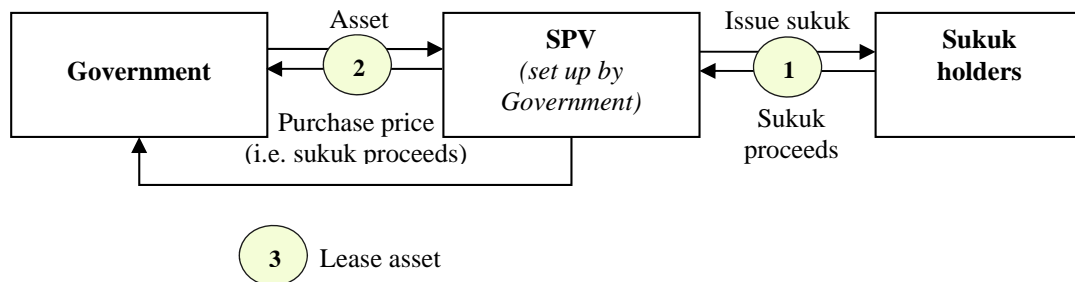 Asset
Issue sukuk
Government
2
SPV
(set up by
Government)
1
Sukuk
holders
Purchase price
(i.e. sukuk proceeds)
Sukuk
proceeds
3
Lease asset